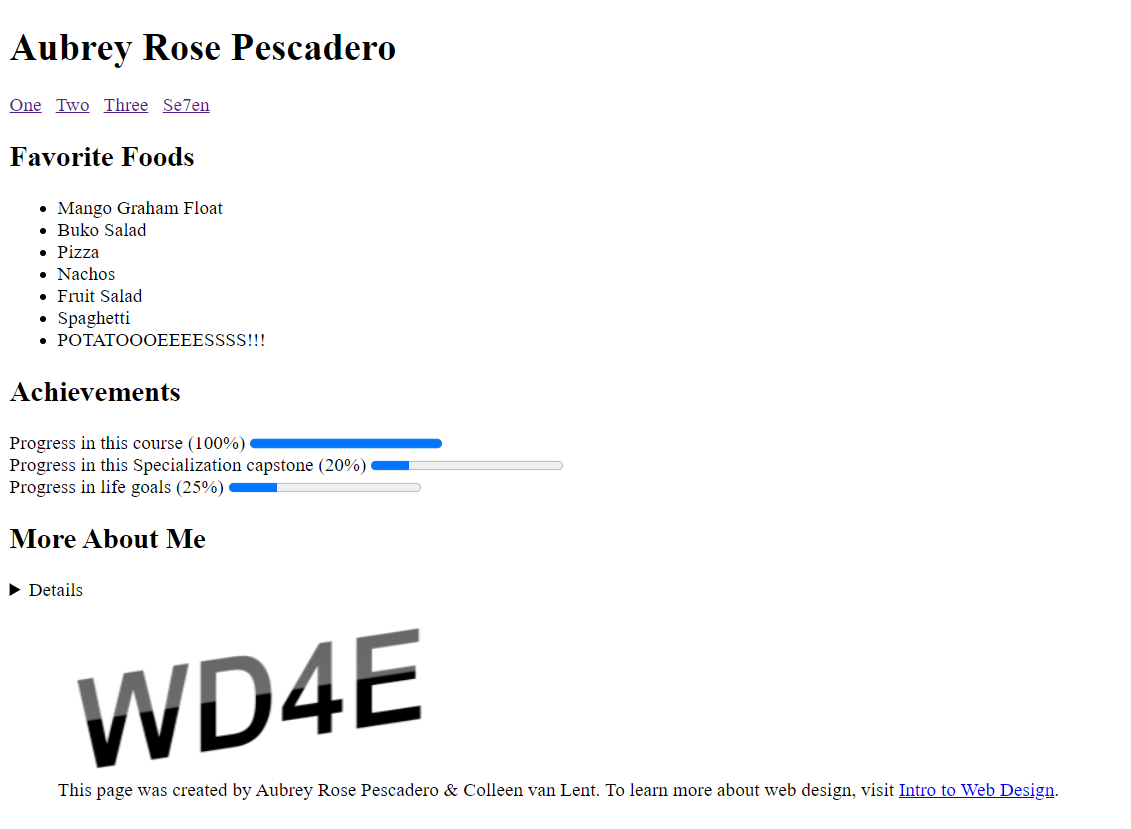 Aubrey Rose Pescadero
One Two Three Se7en
Favorite Foods
Mango Graham Float
Buko Salad
Pizza
Nachos
Fruit Salad
Spaghetti
POTATOOOEEEESSSS!!!
Achievements
Progress in this course (100%)
Progress in this Specialization capstone (20%)
Progress in life goals (25%)
More About Me
Details
WD4E
This page was created by Aubrey Rose Pescadero & Colleen van Lent. To learn more about web design, visit Intro to Web Design.